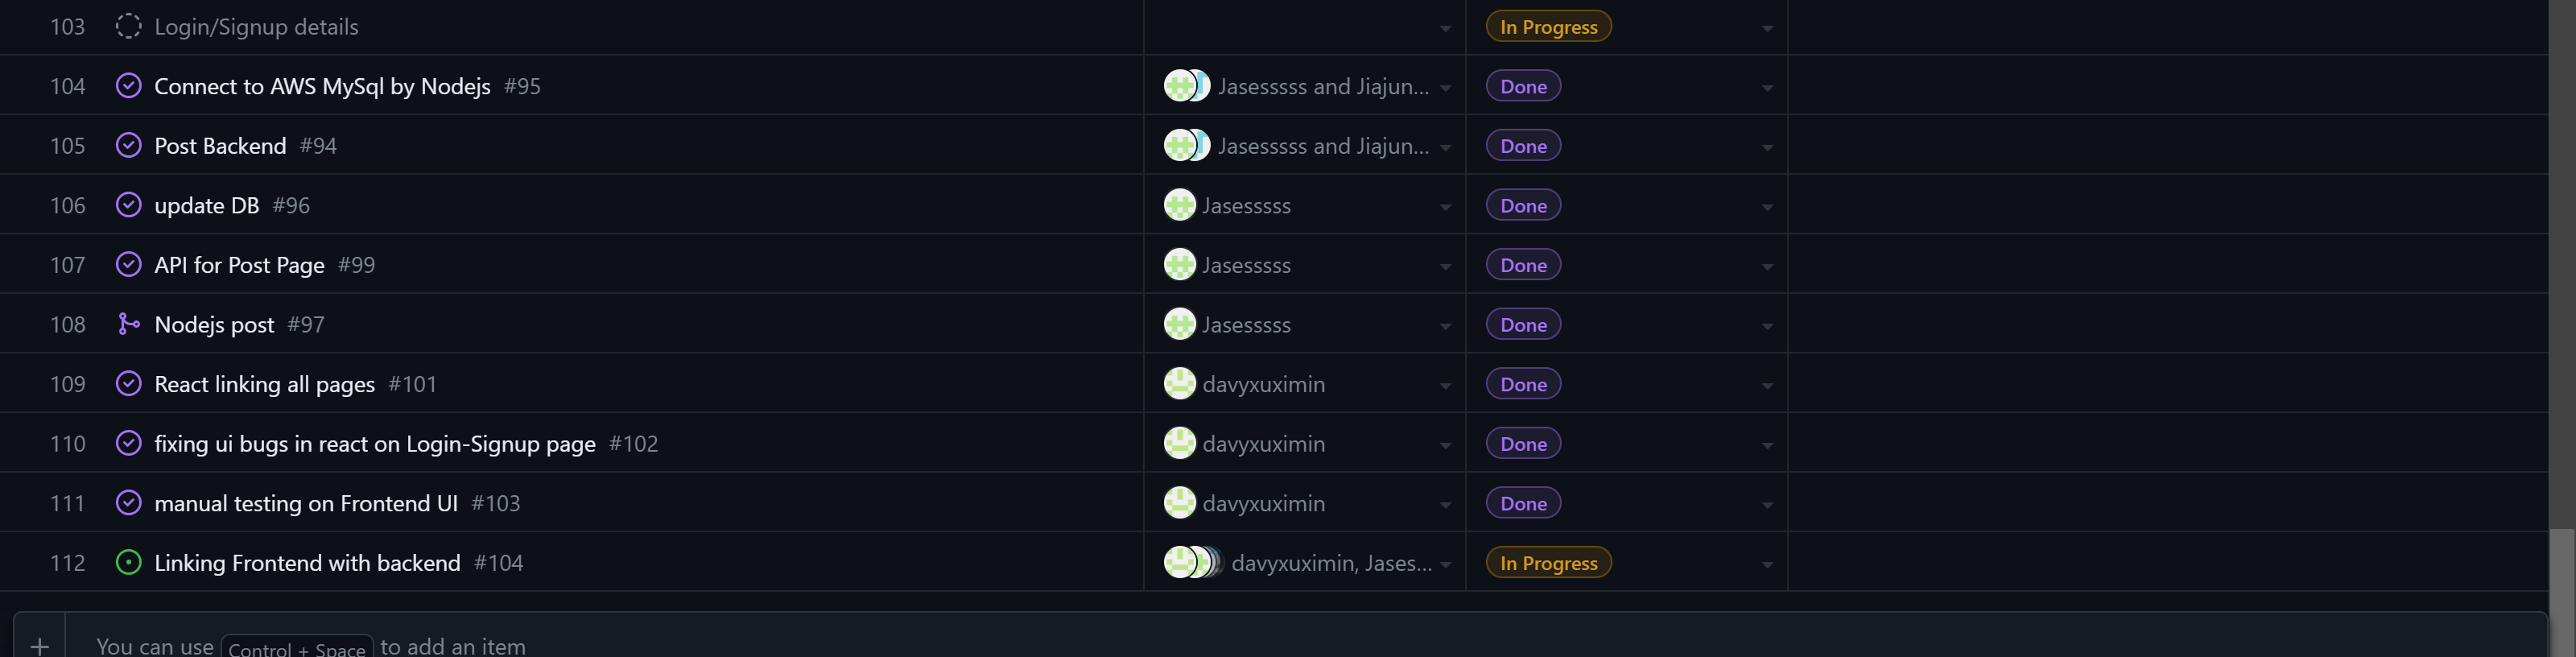 103 Login/Signup details In Progress
104 Connect to AWS MySql by Nodejs #95 Jasesssss and Jiajun... Done
105 Post Backend #94 Jasesssss and Jiajun... Done
106 update DB #96 Jasesssss Done
107 API for Post Page #99 Jasesssss Done
108 Nodejs post #97 Jasesssss Done
109 React linking all pages #101 davyxuximin Done
110 fixing ui bugs in react on Login-Signup page #102 davyxuximin Done
111 manual testing on Frontend UI #103 davyxuximin Done
112 Linking Frontend with backend #104 davyxuximin, Jases... In Progress
+ You can use Control + Space to add an item